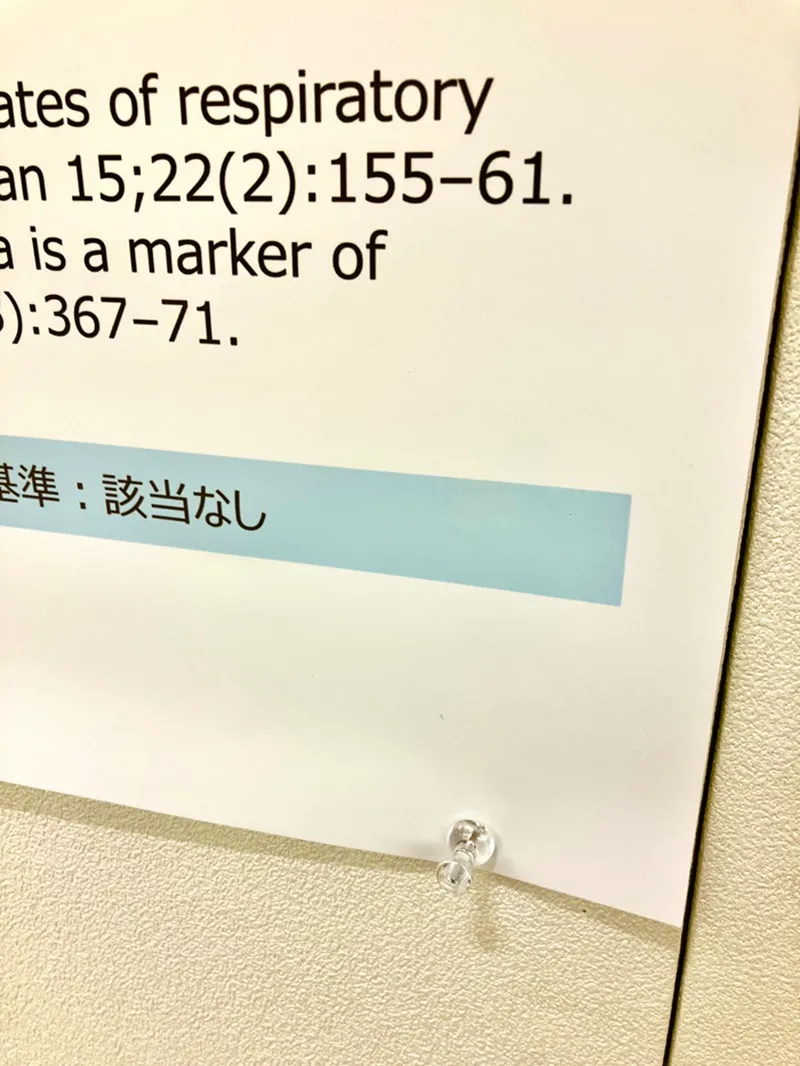 ates of respiratory
an 15;22(2):155–61.
a is a marker of
):367–71.
基準：該当なし